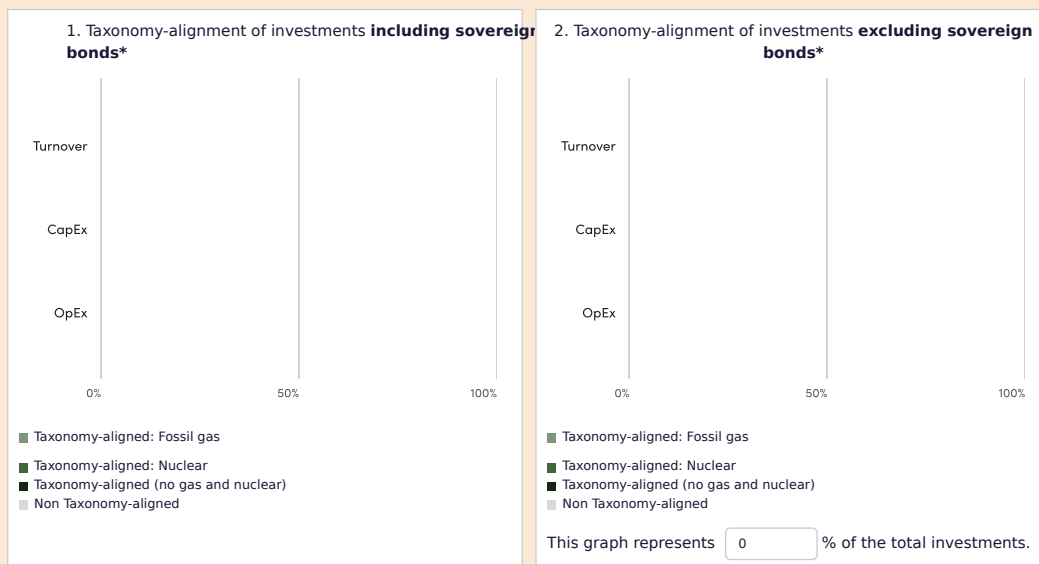 1. Taxonomy-alignment of investments including sovereign
bonds*
Turnover
CapEx
OpEx
0% 50% 100%
Taxonomy-aligned: Fossil gas
Taxonomy-aligned: Nuclear
Taxonomy-aligned (no gas and nuclear)
Non Taxonomy-aligned
2. Taxonomy-alignment of investments excluding sovereign
bonds*
Turnover
CapEx
OpEx
0% 50% 100%
Taxonomy-aligned: Fossil gas
Taxonomy-aligned: Nuclear
Taxonomy-aligned (no gas and nuclear)
Non Taxonomy-aligned
This graph represents 0 % of the total investments.